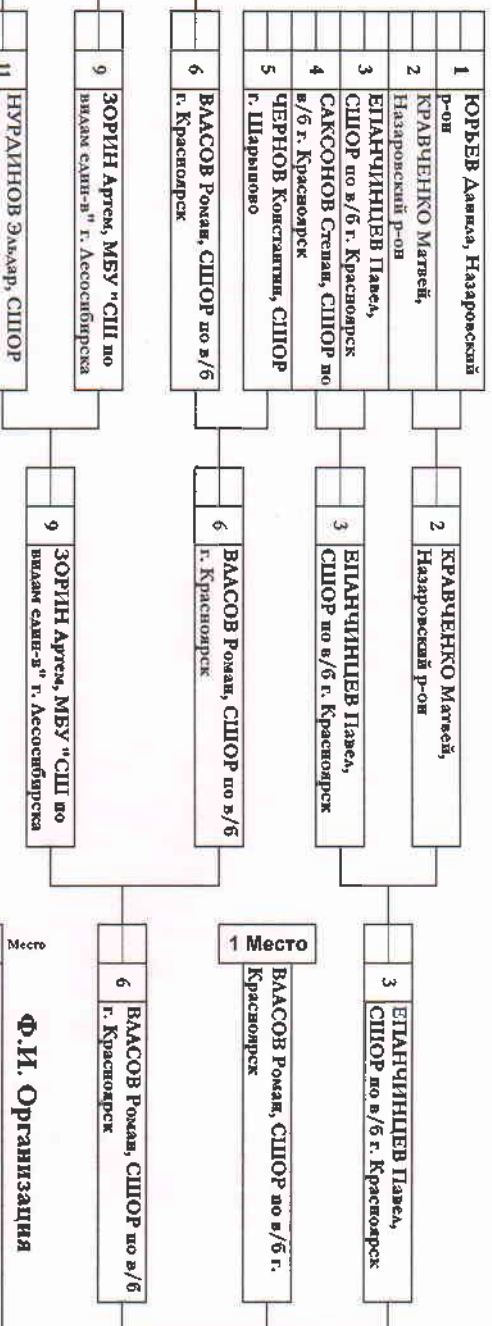 1
ЮРЬЕВ Данила, Назаровский
р-он
2
КРАВЧЕНКО Матвей,
Назаровский р-он
3
ЕПАНЧИНЦЕВ Павел,
СШОР по в/б г. Красноярск
4
САКСОНОВ Степан, СШОР по
в/б г. Красноярск
5
ЧЕРНОВ Константин, СШОР
г. Шарыпово
6
ВЛАСОВ Роман, СШОР по в/б
г. Красноярск
9
ЗОРИН Артем, МБУ "СШ по
видам един-в" г. Лесосибирска
11
НУРДИНОВ Эльдар, СШОР
2
КРАВЧЕНКО Матвей,
Назаровский р-он
3
ЕПАНЧИНЦЕВ Павел,
СШОР по в/б г. Красноярск
6
ВЛАСОВ Роман, СШОР по в/б
г. Красноярск
9
ЗОРИН Артем, МБУ "СШ по
видам един-в" г. Лесосибирска
3
ЕПАНЧИНЦЕВ Павел,
СШОР по в/б г. Красноярск
1 Место
ВЛАСОВ Роман, СШОР по в/б г.
Красноярск
6
ВЛАСОВ Роман, СШОР по в/б
г. Красноярск
Место
Ф.И. Организация